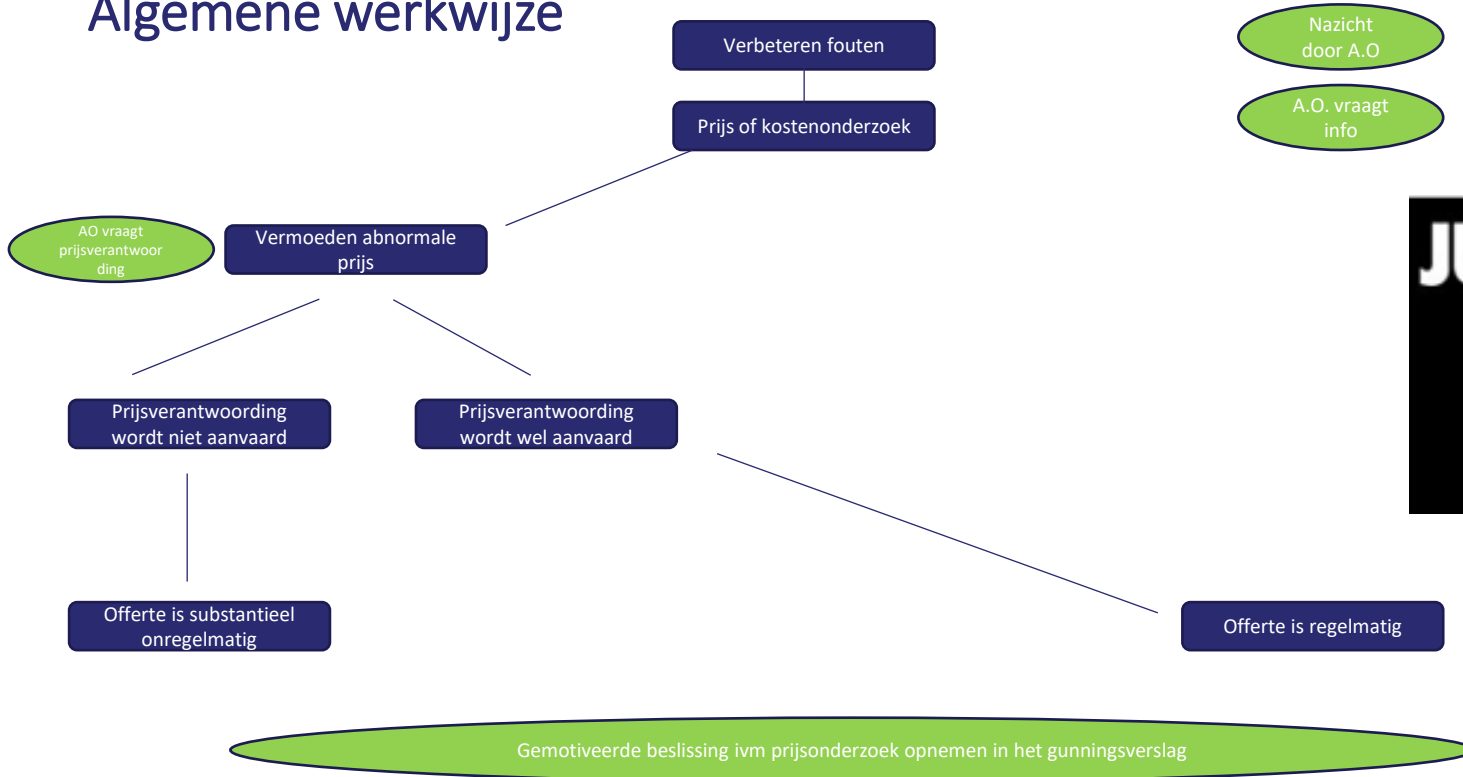 Algemene werkwijze
Verbeteren fouten
Nazicht
door A.O
Prijs of kostenonderzoek
A.O. vraagt
info
AO vraagt
prijsverantwoor
ding
Vermoeden abnormale
prijs
JU
Prijsverantwoording
wordt niet aanvaard
Prijsverantwoording
wordt wel aanvaard
Offerte is substantieel
onregelmatig
Offerte is regelmatig
Gemotiveerde beslissing ivm prijsonderzoek opnemen in het gunningsverslag